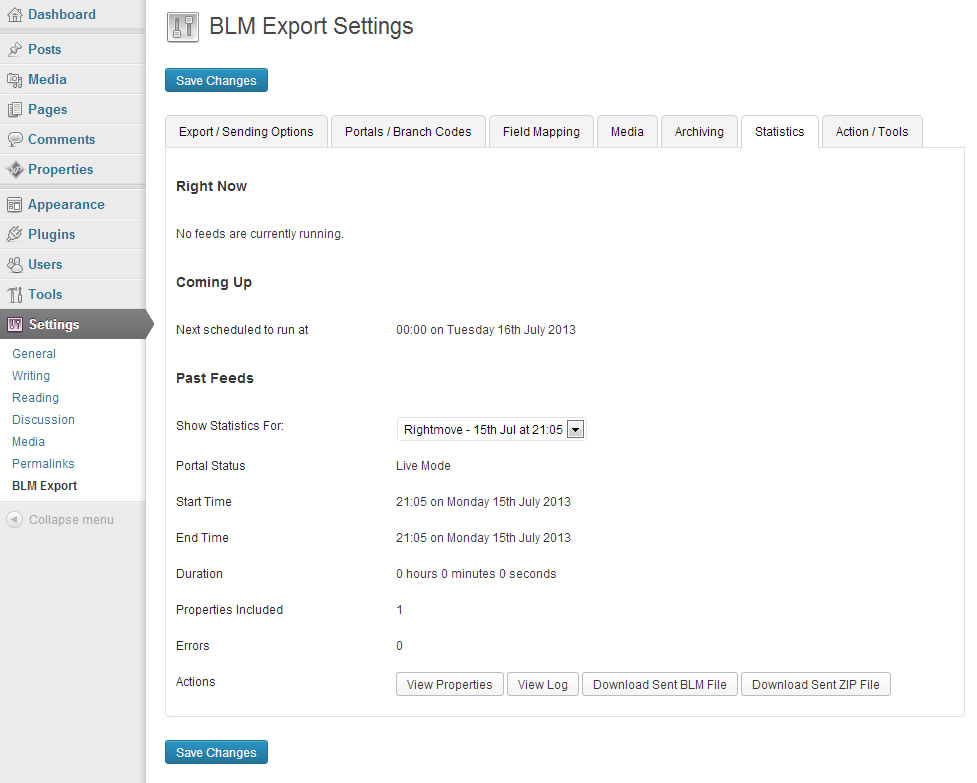 Dashboard
Posts
Media
Pages
Comments
Properties
Appearance
Plugins
Users
Tools
Settings
General
Writing
Reading
Discussion
Media
Permalinks
BLM Export
Collapse menu
BLM Export Settings
Save Changes
Export / Sending Options Portals / Branch Codes Field Mapping Media Archiving Statistics Action / Tools
Right Now
No feeds are currently running.
Coming Up
Next scheduled to run at 00:00 on Tuesday 16th July 2013
Past Feeds
Show Statistics For: Rightmove - 15th Jul at 21:05
Portal Status Live Mode
Start Time 21:05 on Monday 15th July 2013
End Time 21:05 on Monday 15th July 2013
Duration 0 hours 0 minutes 0 seconds
Properties Included 1
Errors 0
Actions View Properties View Log Download Sent BLM File Download Sent ZIP File
Save Changes